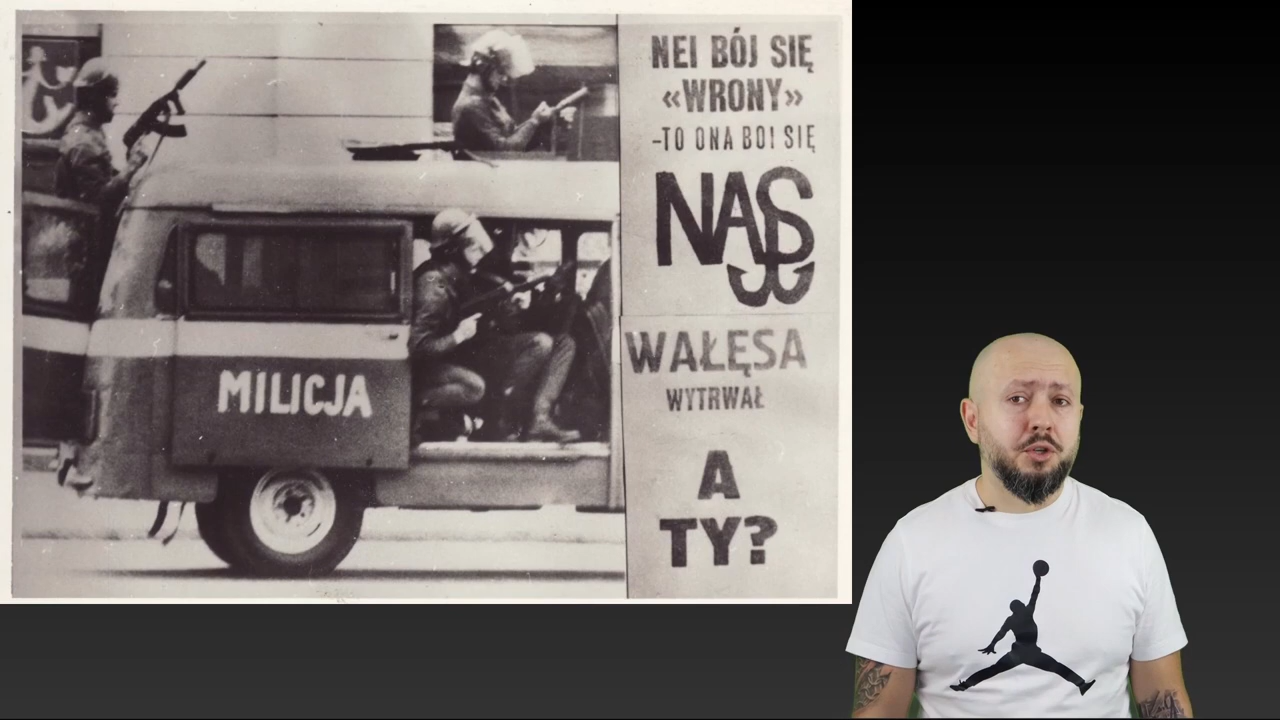 MILICJA
NEI BÓJ SIĘ
«WRONY»
-TO ONA BOI SIĘ
NAS
WAŁĘSA
WYTRWAŁ
A
TY?